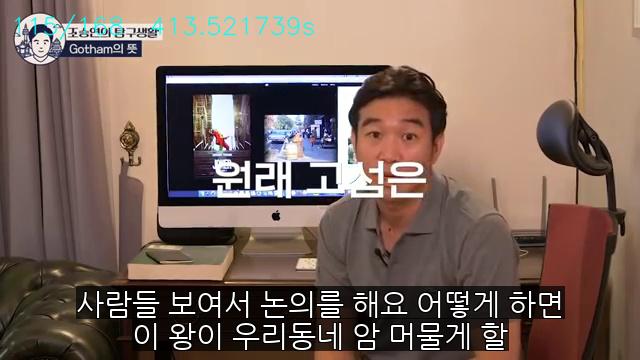 115/168 413.521739s
조승연의 탐구생활
Gotham의 뜻
원래 고섬은
사람들 보여서 논의를 해요 어떻게 하면
이 왕이 우리동네 암 머물게 할